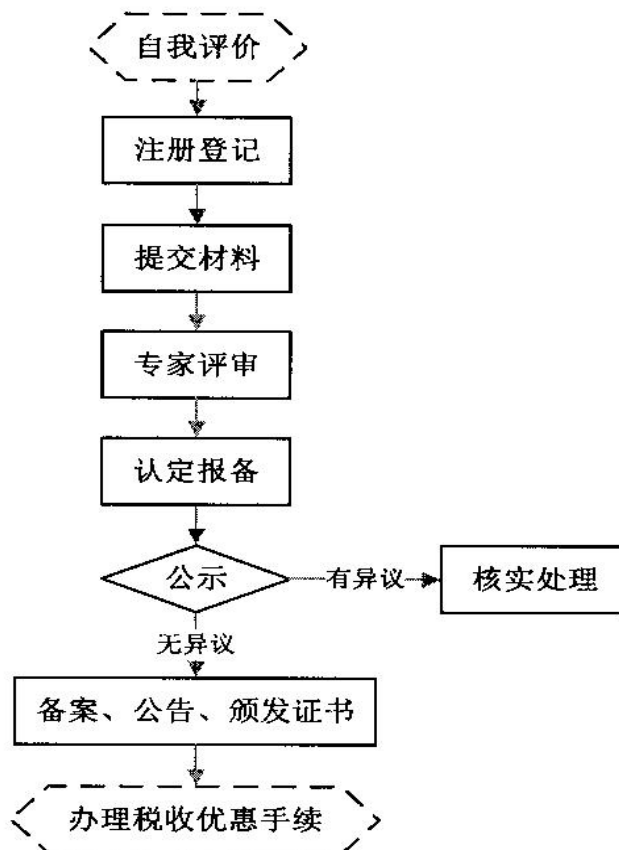 自我评价
注册登记
提交材料
专家评审
认定报备
公示
有异议
核实处理
无异议
备案、公告、颁发证书
办理税收优惠手续